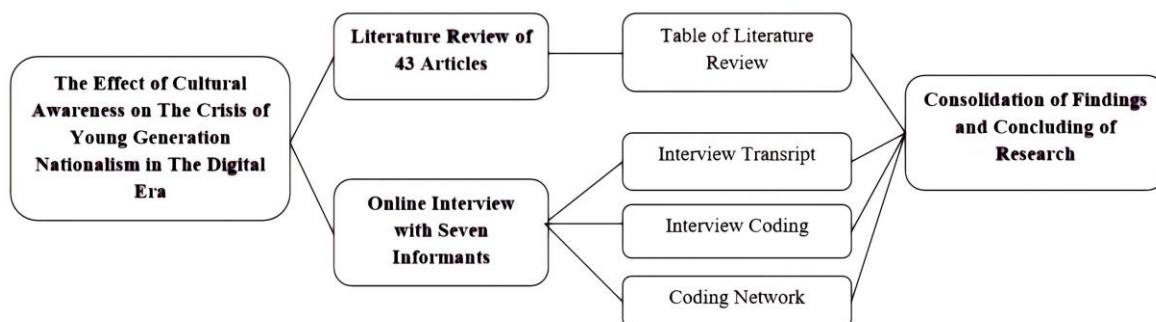 The Effect of Cultural
Awareness on The Crisis of
Young Generation
Nationalism in The Digital
Era
Literature Review of
43 Articles
Online Interview
with Seven
Informants
Table of Literature
Review
Interview Transript
Interview Coding
Coding Network
Consolidation of Findings
and Concluding of
Research